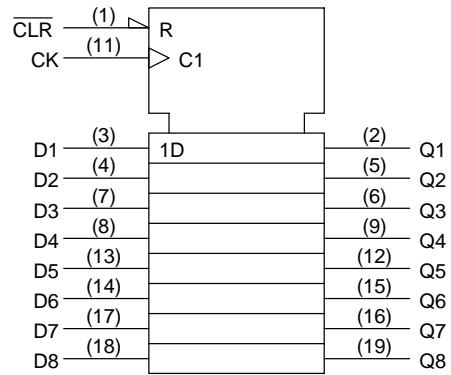 C̅L̅R̅ (1) R
CK (11) C1
D1 (3) 1D (2) Q1
D2 (4) (5) Q2
D3 (7) (6) Q3
D4 (8) (9) Q4
D5 (13) (12) Q5
D6 (14) (15) Q6
D7 (17) (16) Q7
D8 (18) (19) Q8